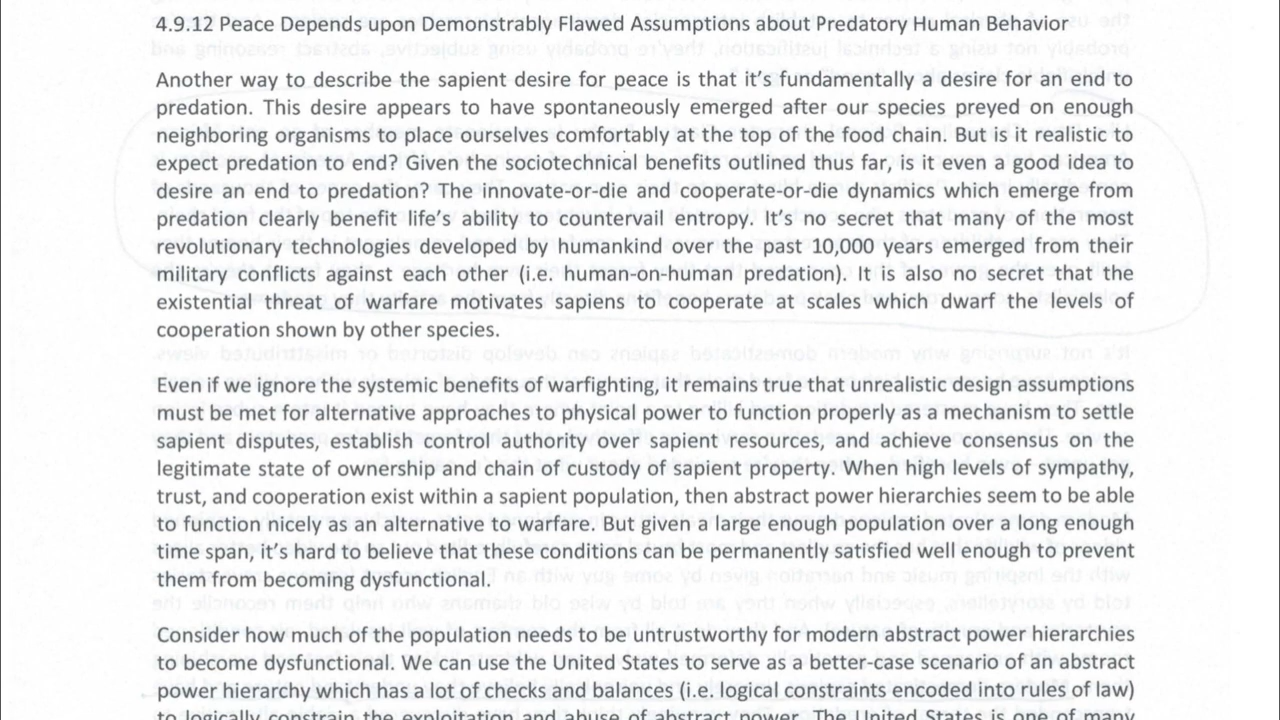 4.9.12 Peace Depends upon Demonstrably Flawed Assumptions about Predatory Human Behavior
Another way to describe the sapient desire for peace is that it's fundamentally a desire for an end to
predation. This desire appears to have spontaneously emerged after our species preyed on enough
neighboring organisms to place ourselves comfortably at the top of the food chain. But is it realistic to
expect predation to end? Given the sociotechnical benefits outlined thus far, is it even a good idea to
desire an end to predation? The innovate-or-die and cooperate-or-die dynamics which emerge from
predation clearly benefit life's ability to countervail entropy. It's no secret that many of the most
revolutionary technologies developed by humankind over the past 10,000 years emerged from their
military conflicts against each other (i.e. human-on-human predation). It is also no secret that the
existential threat of warfare motivates sapiens to cooperate at scales which dwarf the levels of
cooperation shown by other species.
Even if we ignore the systemic benefits of warfighting, it remains true that unrealistic design assumptions
must be met for alternative approaches to physical power to function properly as a mechanism to settle
sapient disputes, establish control authority over sapient resources, and achieve consensus on the
legitimate state of ownership and chain of custody of sapient property. When high levels of sympathy,
trust, and cooperation exist within a sapient population, then abstract power hierarchies seem to be able
to function nicely as an alternative to warfare. But given a large enough population over a long enough
time span, it's hard to believe that these conditions can be permanently satisfied well enough to prevent
them from becoming dysfunctional.
Consider how much of the population needs to be untrustworthy for modern abstract power hierarchies
to become dysfunctional. We can use the United States to serve as a better-case scenario of an abstract
power hierarchy which has a lot of checks and balances (i.e. logical constraints encoded into rules of law)
to logically constrain the exploitation and abuse of abstract power. The United States is one of many